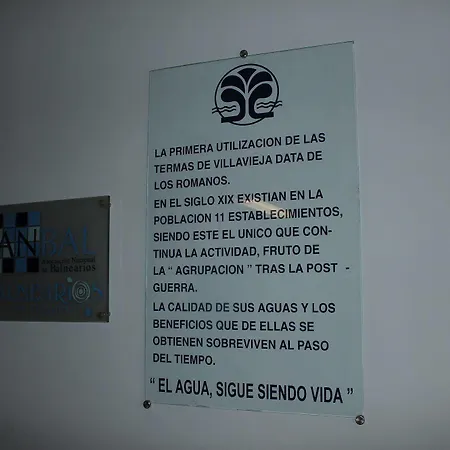 LA PRIMERA UTILIZACION DE LAS
TERMAS DE VILLAVIEJA DATA DE
LOS ROMANOS.
EN EL SIGLO XIX EXISTIAN EN LA
POBLACION 11 ESTABLECIMIENTOS,
SIENDO ESTE EL UNICO QUE CON-
TINUA LA ACTIVIDAD, FRUTO DE
LA “ AGRUPACION ” TRAS LA POST -
GUERRA.
LA CALIDAD DE SUS AGUAS Y LOS
BENEFICIOS QUE DE ELLAS SE
OBTIENEN SOBREVIVEN AL PASO
DEL TIEMPO.
“ EL AGUA, SIGUE SIENDO VIDA ”
ANBAL
de Balnearios